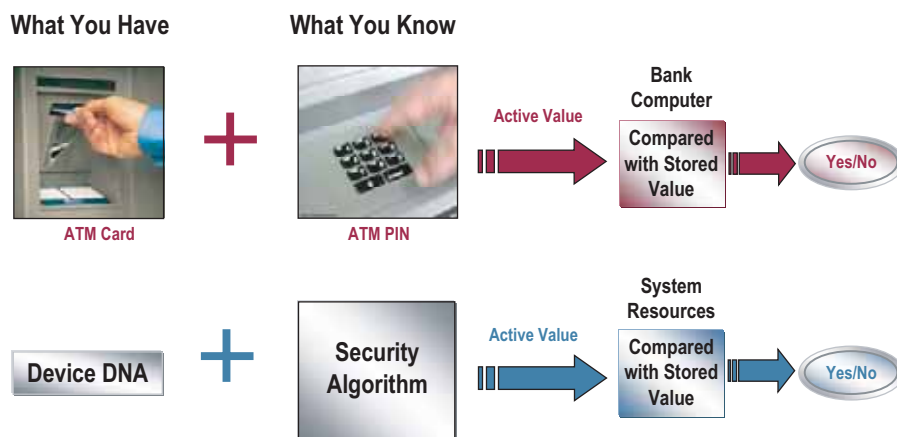 What You Have
What You Know
Bank
Computer
Active Value
Compared
with Stored
Value
Yes/No
ATM Card
ATM PIN
System
Resources
Device DNA
Security
Algorithm
Active Value
Compared
with Stored
Value
Yes/No